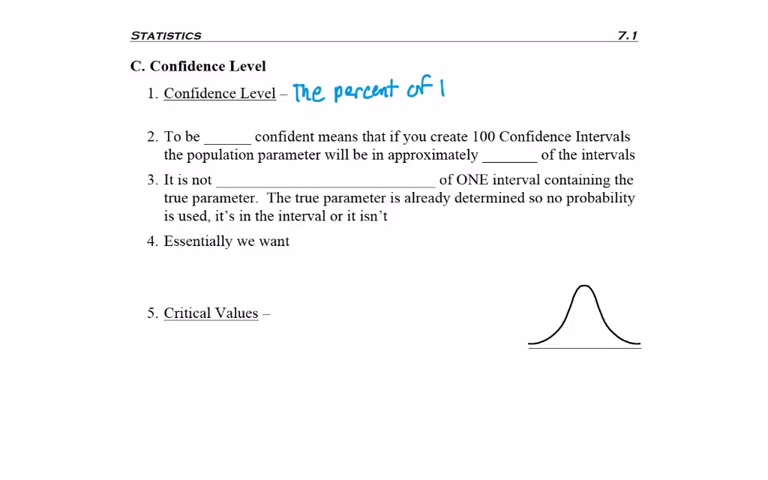 STATISTICS 7.1
C. Confidence Level
1. Confidence Level – The percent of
2. To be ______ confident means that if you create 100 Confidence Intervals
the population parameter will be in approximately _______ of the intervals
3. It is not ____________________________ of ONE interval containing the
true parameter. The true parameter is already determined so no probability
is used, it's in the interval or it isn't
4. Essentially we want
5. Critical Values –